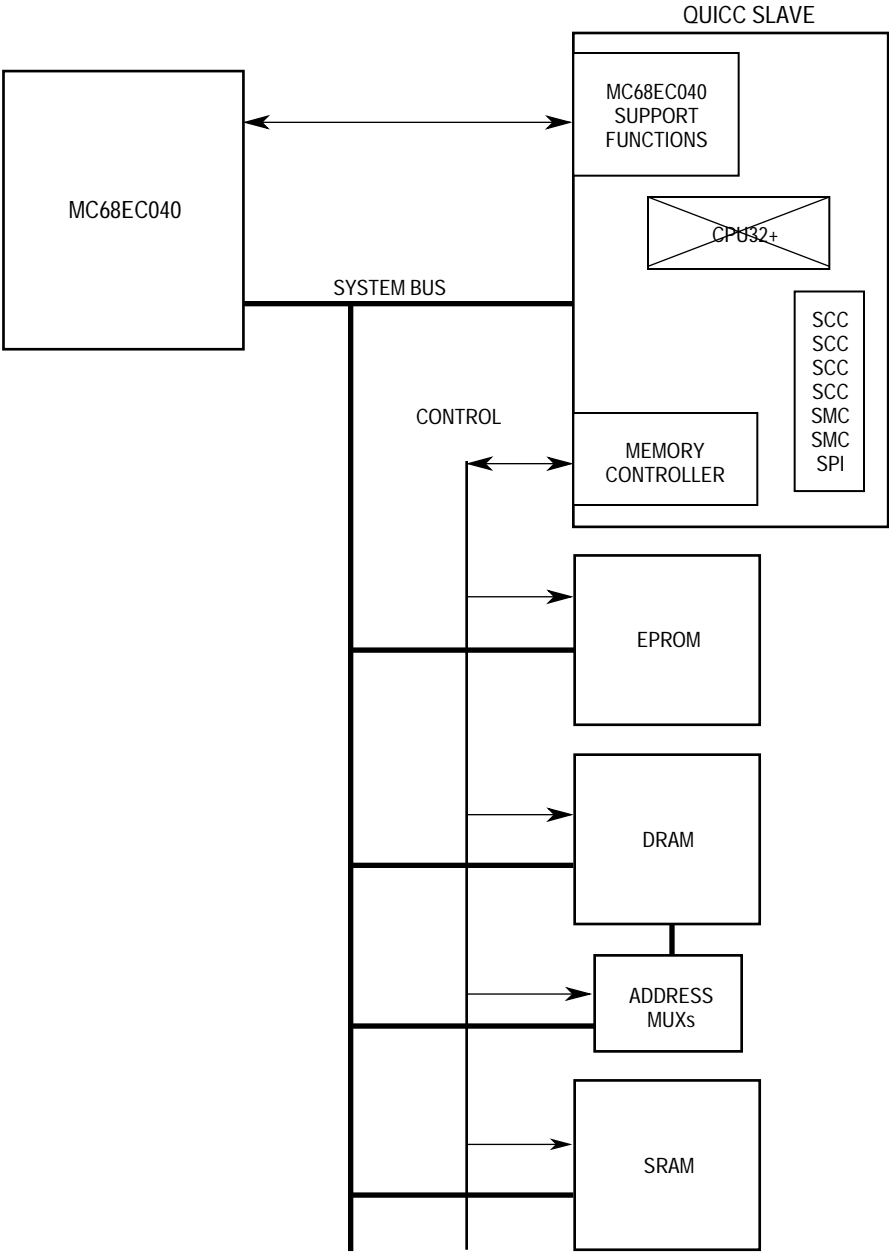 QUICC SLAVE
MC68EC040
SUPPORT
FUNCTIONS
MC68EC040
CPU32+
SYSTEM BUS
SCC
SCC
SCC
SCC
SMC
SMC
SPI
CONTROL
MEMORY
CONTROLLER
EPROM
DRAM
ADDRESS
MUXs
SRAM